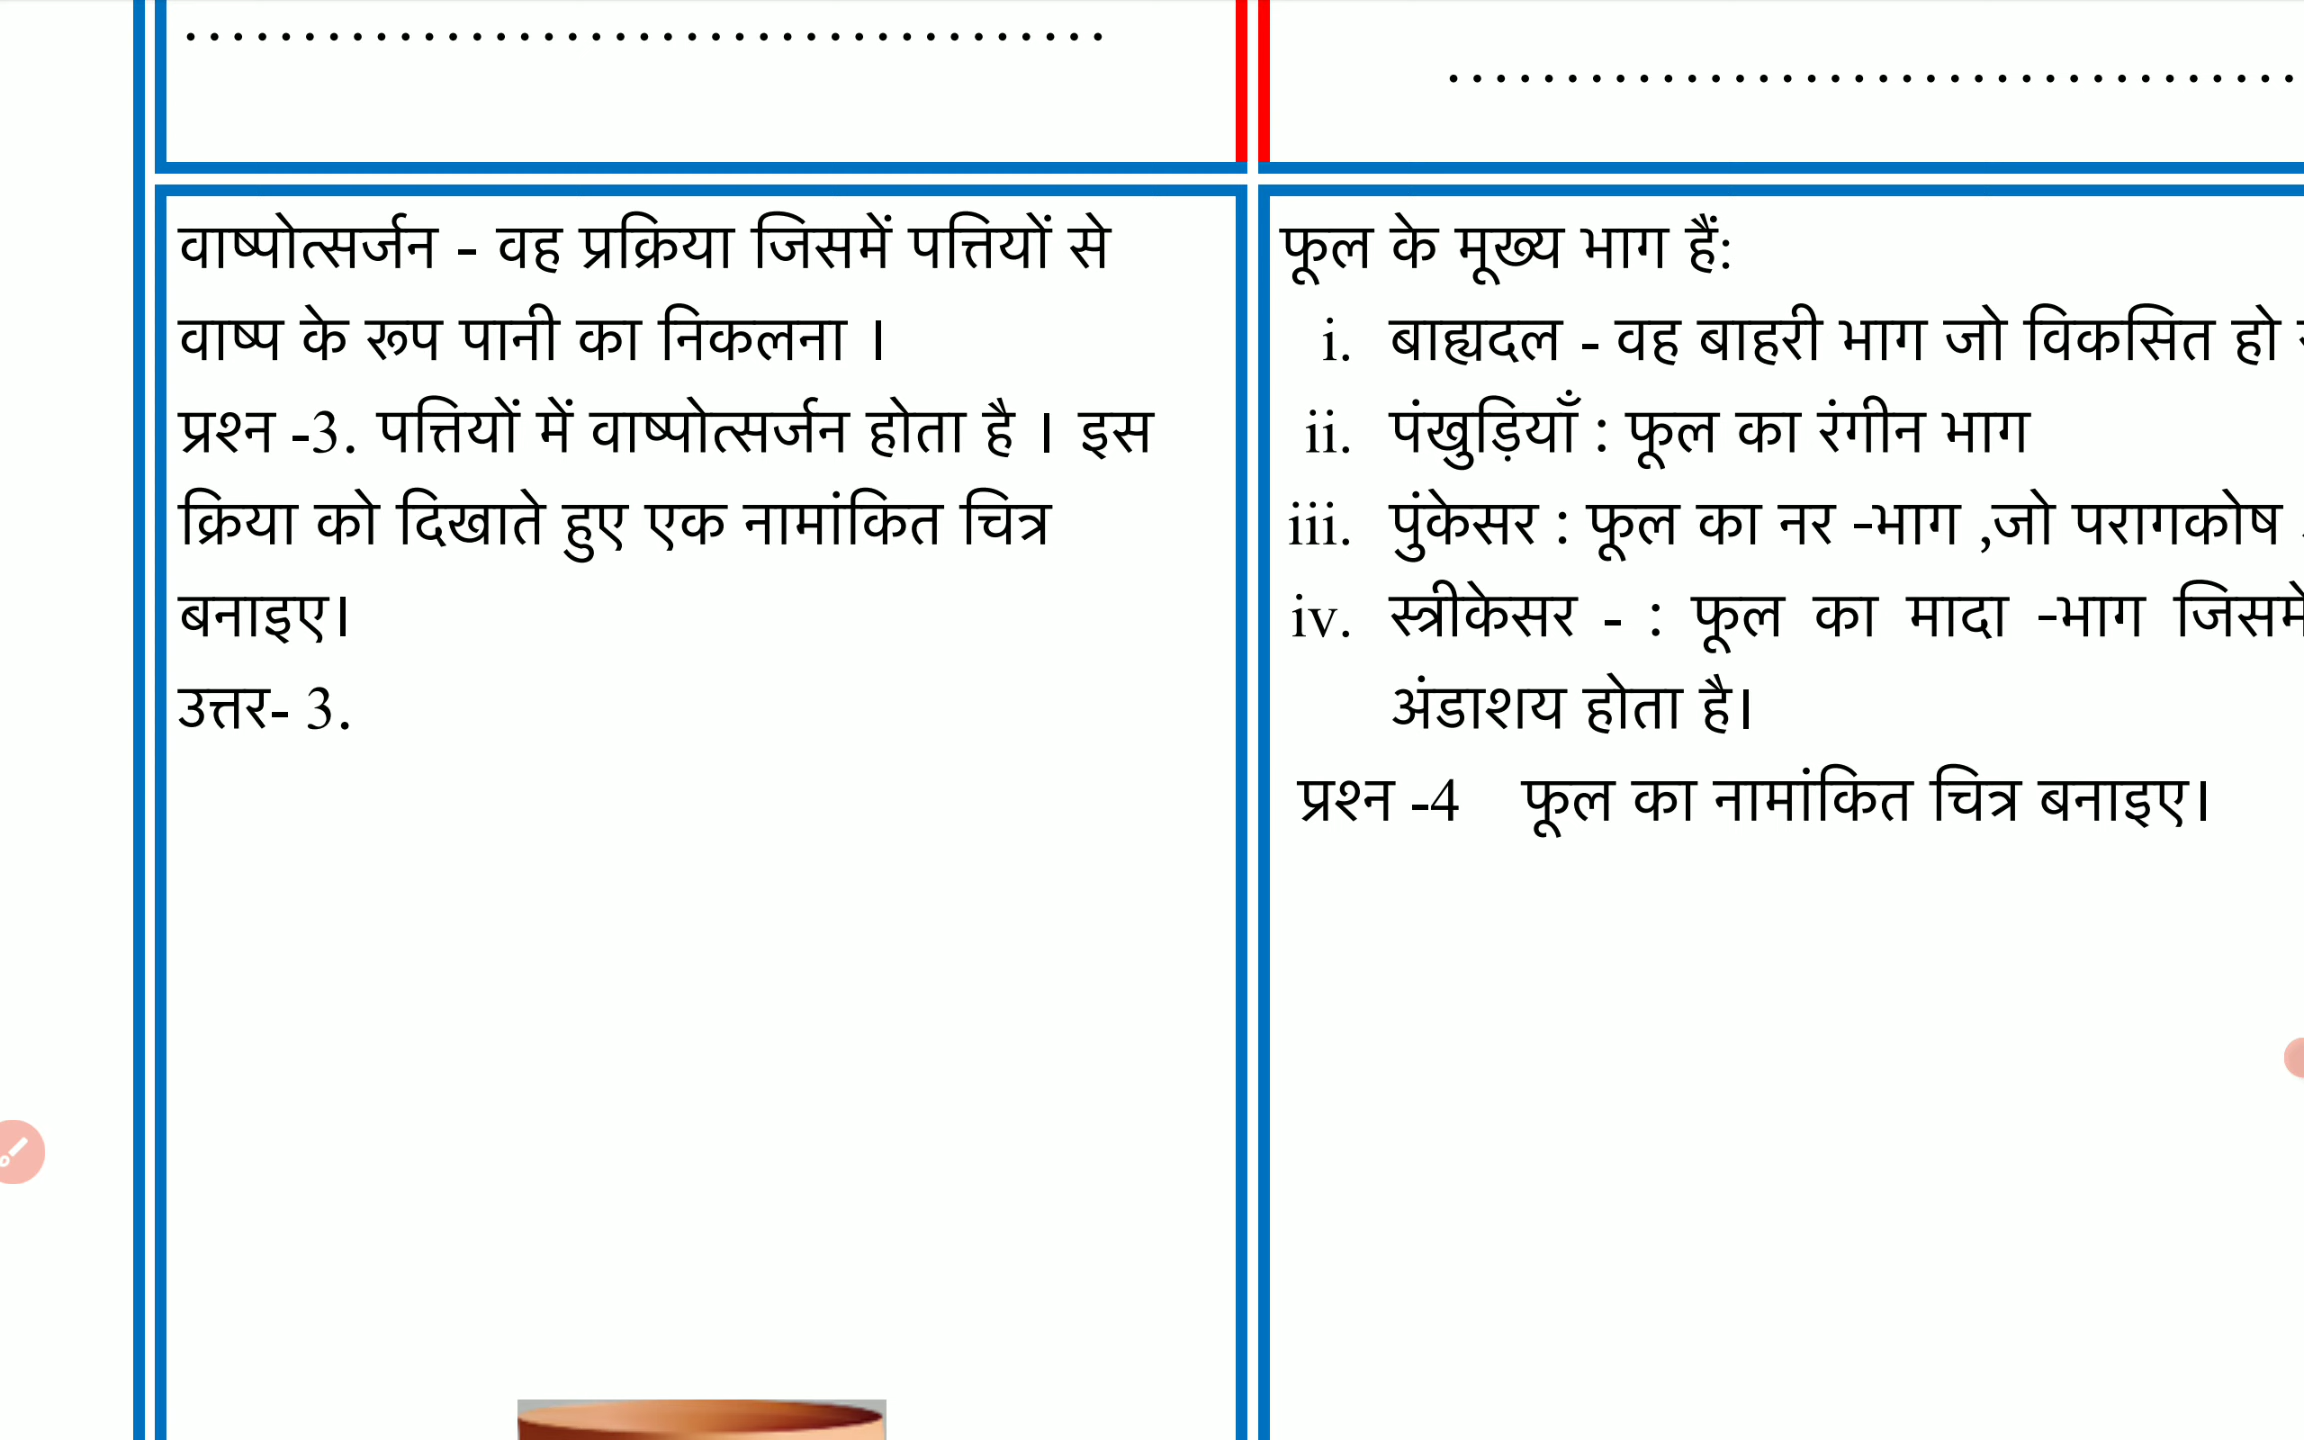 वाष्पोत्सर्जन - वह प्रक्रिया जिसमें पत्तियों से
वाष्प के रूप पानी का निकलना ।
प्रश्न -3. पत्तियों में वाष्पोत्सर्जन होता है । इस
क्रिया को दिखाते हुए एक नामांकित चित्र
बनाइए।
उत्तर- 3.
फूल के मूख्य भाग हैं:
i. बाह्यदल - वह बाहरी भाग जो विकसित हो
ii. पंखुड़ियाँ : फूल का रंगीन भाग
iii. पुंकेसर : फूल का नर -भाग ,जो परागकोष
iv. स्त्रीकेसर - : फूल का मादा -भाग
अंडाशय होता है।
प्रश्न -4 फूल का नामांकित चित्र बनाइए।